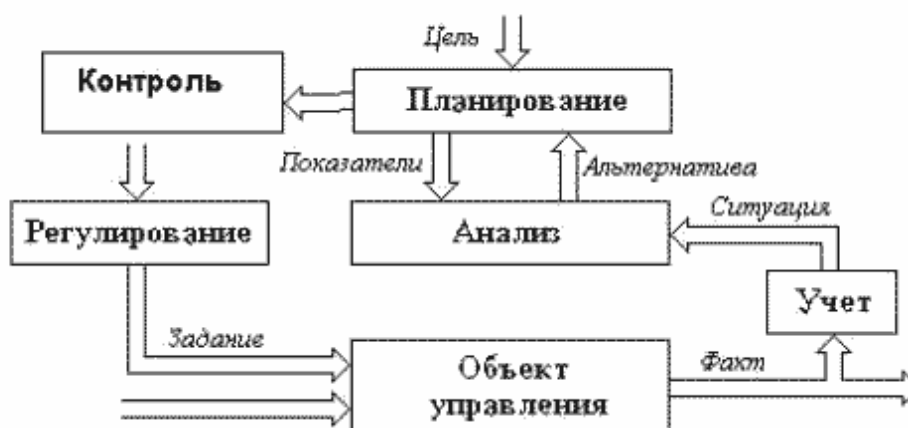 Цель
Контроль
Планирование
Показатели
Альтернатива
Ситуация
Регулирование
Анализ
Учет
Задание
Объект
управления
Факт